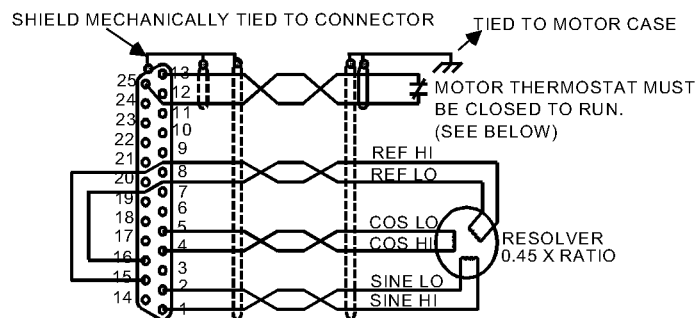 SHIELD MECHANICALLY TIED TO CONNECTOR
TIED TO MOTOR CASE
13
25
12
24
11
23
10
22
9
21
8
20
7
19
6
18
5
17
4
16
3
15
2
14
1
MOTOR THERMOSTAT MUST
BE CLOSED TO RUN.
(SEE BELOW)
REF HI
REF LO
COS LO
COS HI
RESOLVER
0.45 X RATIO
SINE LO
SINE HI